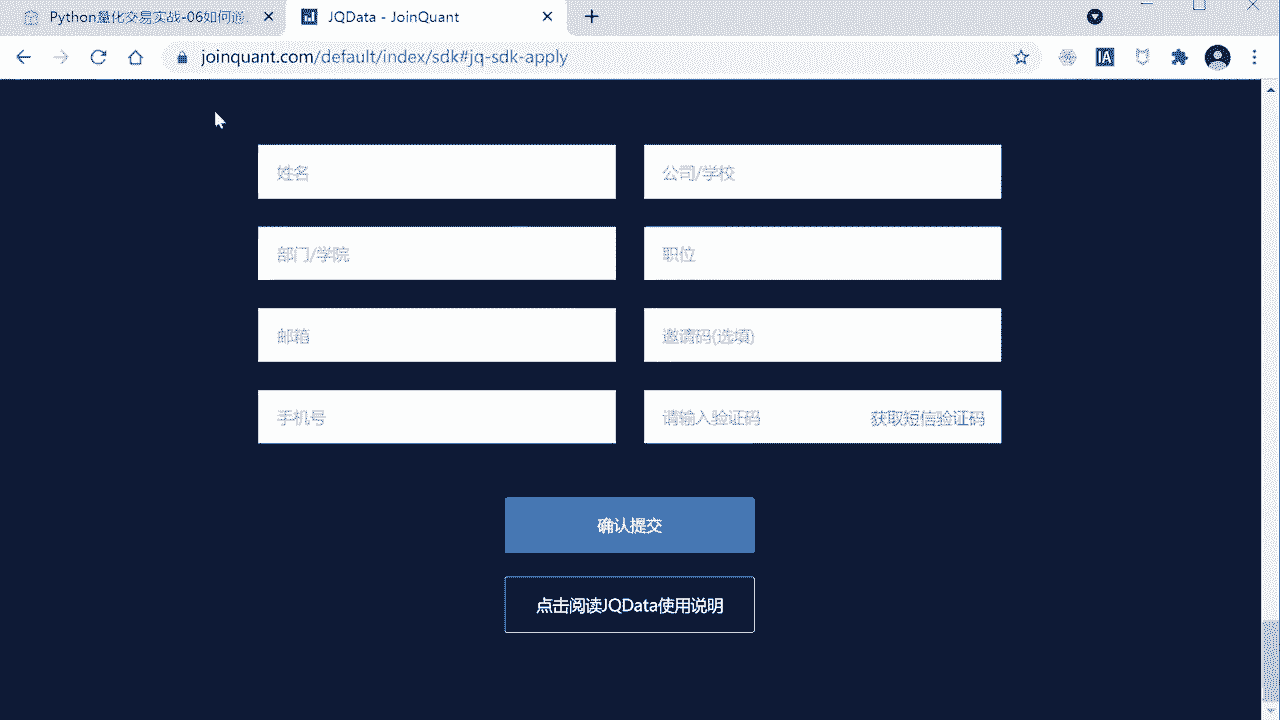 Python量化交易实战-06如何通
JQData - JoinQuant
joinquant.com/default/index/sdk#jq-sdk-apply
姓名
公司/学校
部门/学院
职位
邮箱
邀请码(选填)
手机号
请输入验证码
获取短信验证码
确认提交
点击阅读JQData使用说明